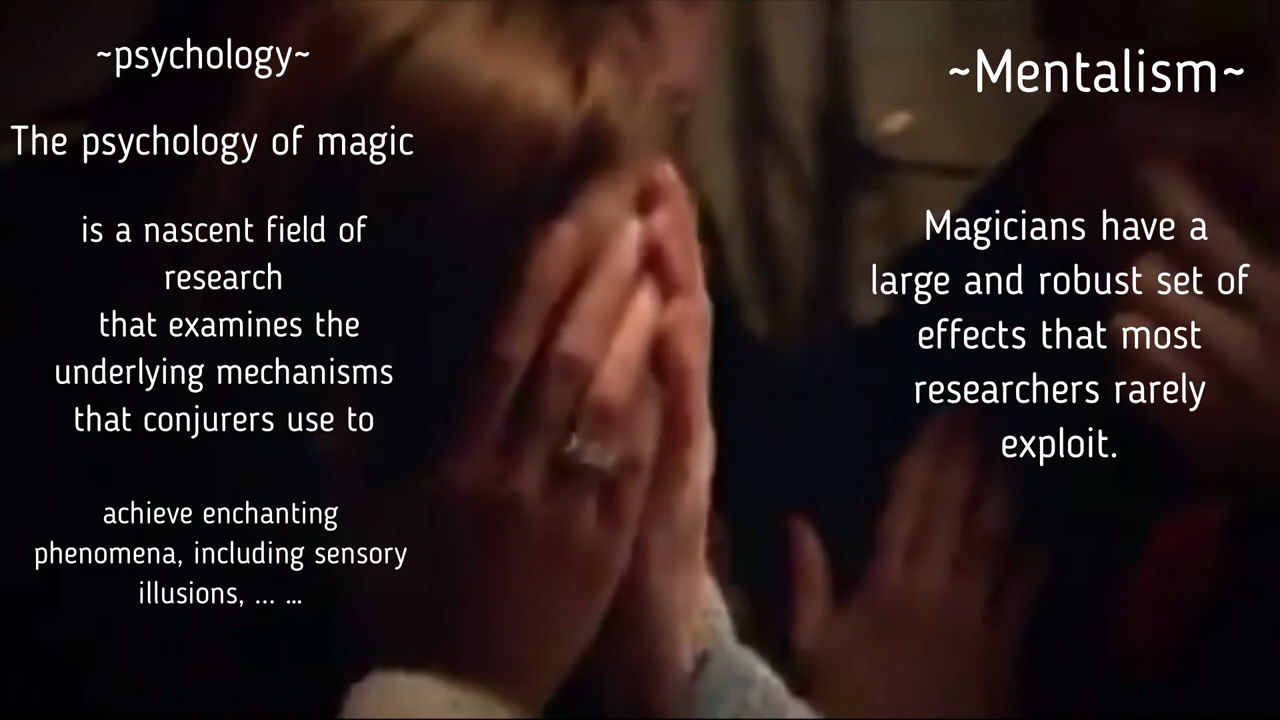 ~psychology~
The psychology of magic
is a nascent field of
research
that examines the
underlying mechanisms
that conjurers use to
achieve enchanting
phenomena, including sensory
illusions, ... ...
~Mentalism~
Magicians have a
large and robust set of
effects that most
researchers rarely
exploit.